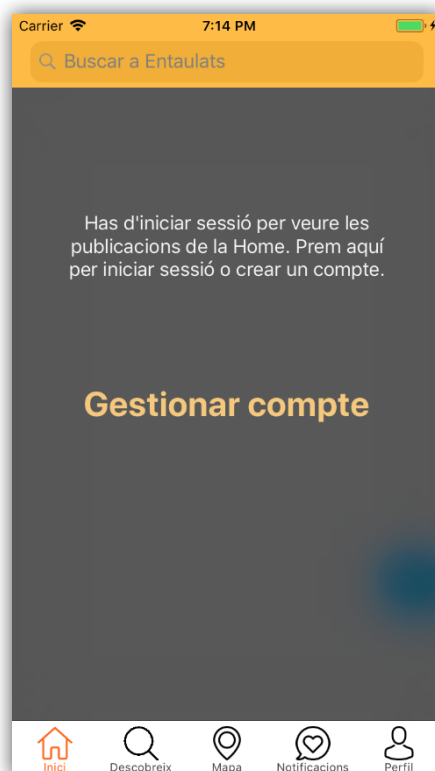 Carrier 7:14 PM
Buscar a Entaulats
Has d'iniciar sessió per veure les
publicacions de la Home. Prem aquí
per iniciar sessió o crear un compte.
Gestionar compte
Inici Descobreix Mapa Notificacions Perfil